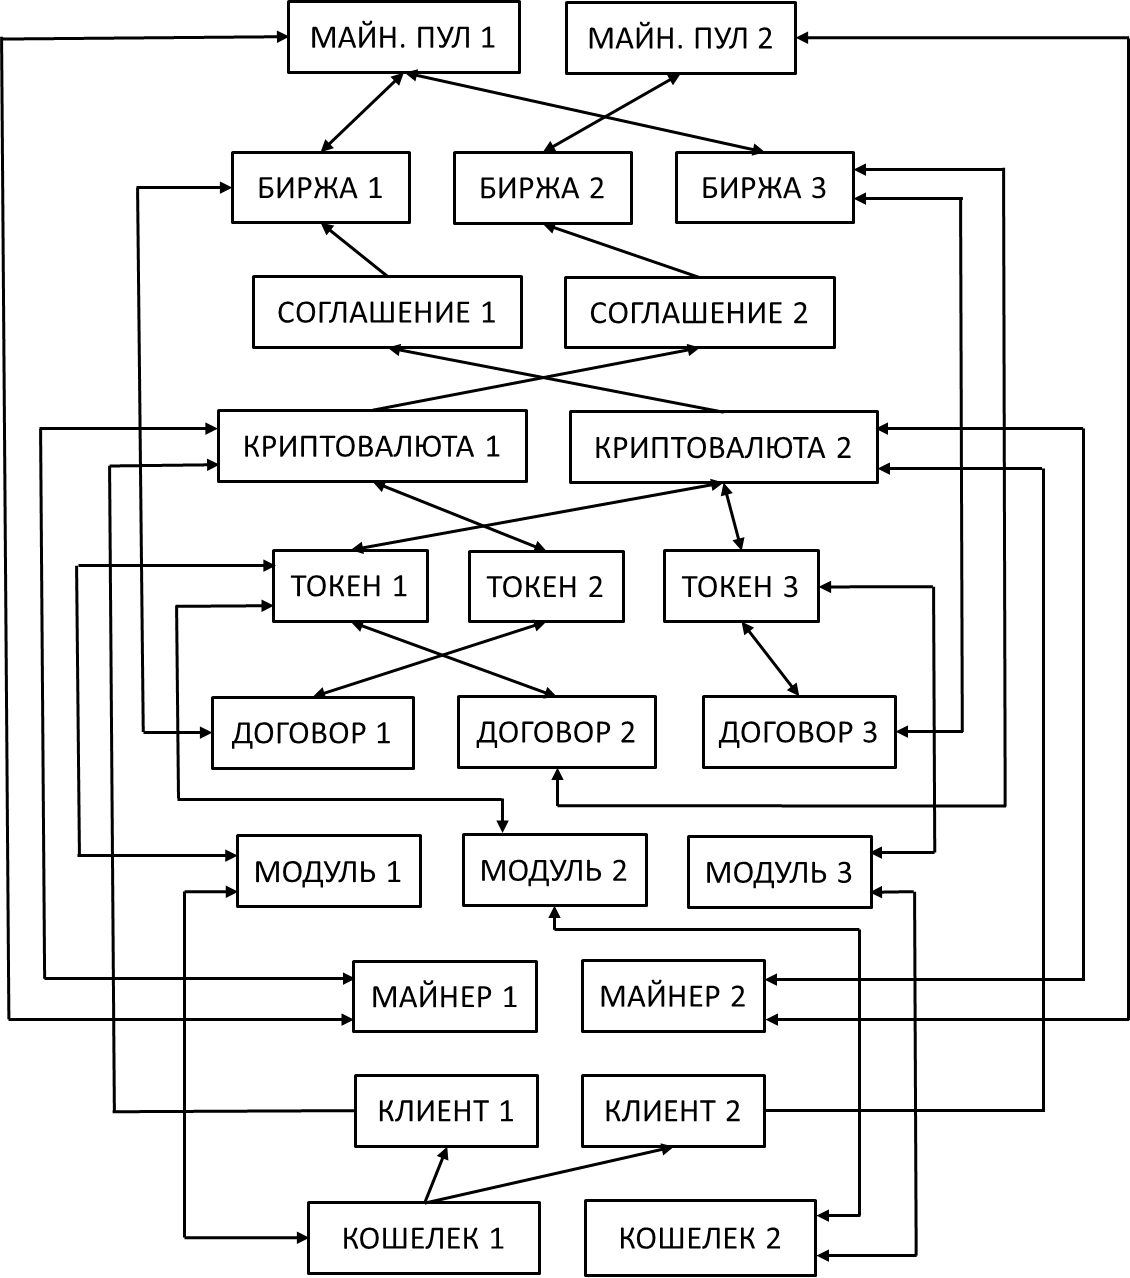 МАЙН. ПУЛ 1
МАЙН. ПУЛ 2
БИРЖА 1
БИРЖА 2
БИРЖА 3
СОГЛАШЕНИЕ 1
СОГЛАШЕНИЕ 2
КРИПТОВАЛЮТА 1
КРИПТОВАЛЮТА 2
ТОКЕН 1
ТОКЕН 2
ТОКЕН 3
ДОГОВОР 1
ДОГОВОР 2
ДОГОВОР 3
МОДУЛЬ 1
МОДУЛЬ 2
МОДУЛЬ 3
МАЙНЕР 1
МАЙНЕР 2
КЛИЕНТ 1
КЛИЕНТ 2
КОШЕЛЕК 1
КОШЕЛЕК 2